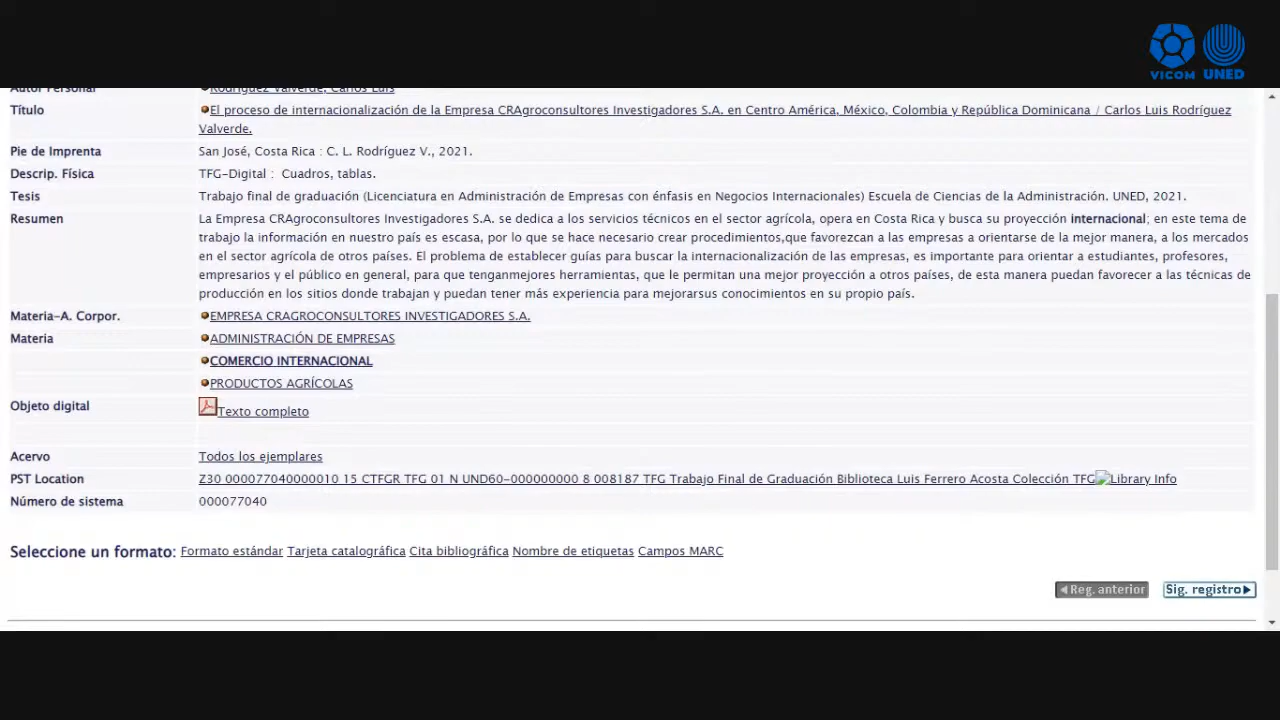 VICOM UNED
Autor Personal Rodríguez Valverde, Carlos Luis
Título El proceso de internacionalización de la Empresa CRAgroconsultores Investigadores S.A. en Centro América, México, Colombia y República Dominicana / Carlos Luis Rodríguez
Valverde.
Pie de Imprenta San José, Costa Rica : C. L. Rodríguez V., 2021.
Descrip. Física TFG-Digital : Cuadros, tablas.
Tesis Trabajo final de graduación (Licenciatura en Administración de Empresas con énfasis en Negocios Internacionales) Escuela de Ciencias de la Administración. UNED, 2021.
Resumen La Empresa CRAgroconsultores Investigadores S.A. se dedica a los servicios técnicos en el sector agrícola, opera en Costa Rica y busca su proyección internacional; en este tema de
trabajo la información en nuestro país es escasa, por lo que se hace necesario crear procedimientos,que favorezcan a las empresas a orientarse de la mejor manera, a los mercados
en el sector agrícola de otros países. El problema de establecer guías para buscar la internacionalización de las empresas, es importante para orientar a estudiantes, profesores,
empresarios y el público en general, para que tenganmejores herramientas, que le permitan una mejor proyección a otros países, de esta manera puedan favorecer a las técnicas de
producción en los sitios donde trabajan y puedan tener más experiencia para mejorarsus conocimientos en su propio país.
Materia-A. Corpor. EMPRESA CRAGROCONSULTORES INVESTIGADORES S.A.
Materia ADMINISTRACIÓN DE EMPRESAS
COMERCIO INTERNACIONAL
PRODUCTOS AGRÍCOLAS
Objeto digital Texto completo
Acervo Todos los ejemplares
PST Location Z30 000077040000010 15 CTFGR TFG 01 N UND60-000000000 8 008187 TFG Trabajo Final de Graduación Biblioteca Luis Ferrero Acosta Colección TFG Library Info
Número de sistema 000077040
Seleccione un formato: Formato estándar Tarjeta catalográfica Cita bibliográfica Nombre de etiquetas Campos MARC
Reg. anterior Sig. registro